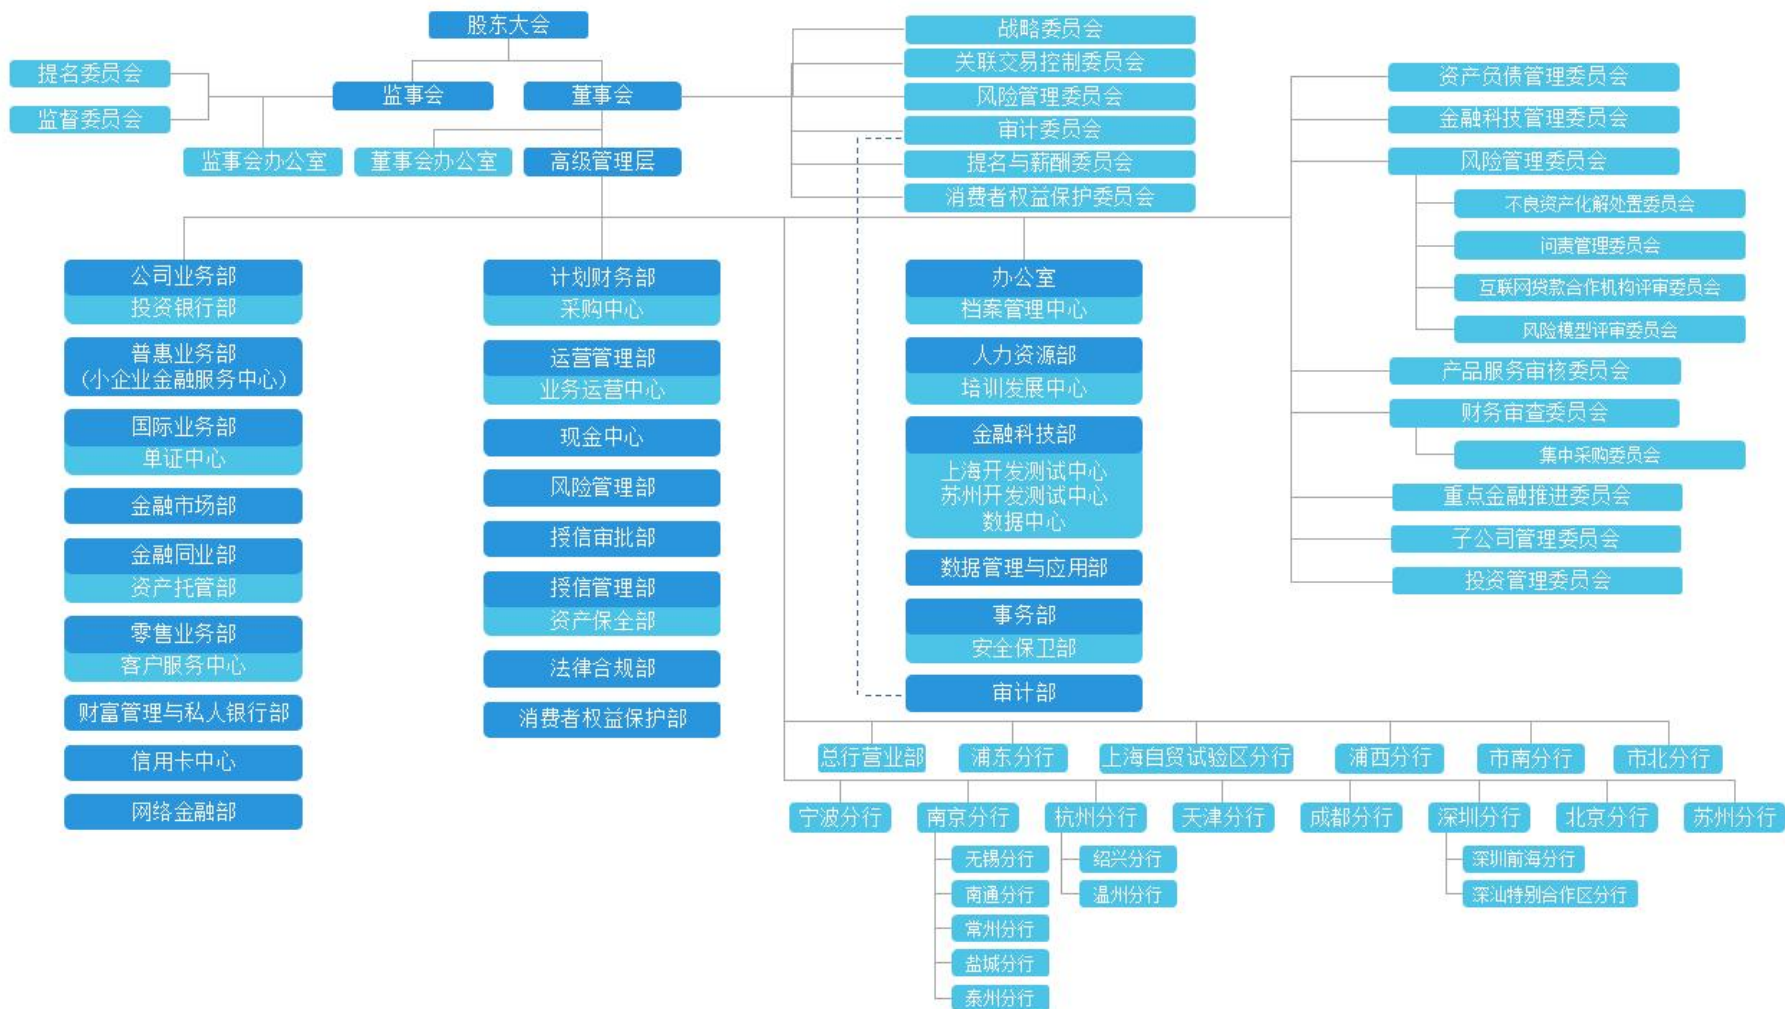 股东大会
提名委员会
监督委员会
监事会
董事会
监事会办公室
董事会办公室
高级管理层
战略委员会
关联交易控制委员会
风险管理委员会
审计委员会
提名与薪酬委员会
消费者权益保护委员会
资产负债管理委员会
金融科技管理委员会
风险管理委员会
不良资产化解处置委员会
问责管理委员会
互联网贷款合作机构评审委员会
风险模型评审委员会
产品服务审核委员会
财务审查委员会
集中采购委员会
重点金融推进委员会
子公司管理委员会
投资管理委员会
公司业务部
投资银行部
普惠业务部
(小企业金融服务中心)
国际业务部
单证中心
金融市场部
金融同业部
资产托管部
零售业务部
客户服务中心
财富管理与私人银行部
信用卡中心
网络金融部
计划财务部
采购中心
运营管理部
业务运营中心
现金中心
风险管理部
授信审批部
授信管理部
资产保全部
法律合规部
消费者权益保护部
办公室
档案管理中心
人力资源部
培训发展中心
金融科技部
上海开发测试中心
苏州开发测试中心
数据中心
数据管理与应用部
事务部
安全保卫部
审计部
总行营业部
浦东分行
上海自贸试验区分行
浦西分行
市南分行
市北分行
宁波分行
南京分行
杭州分行
天津分行
成都分行
深圳分行
北京分行
苏州分行
无锡分行
南通分行
常州分行
盐城分行
泰州分行
绍兴分行
温州分行
深圳前海分行
深汕特别合作区分行